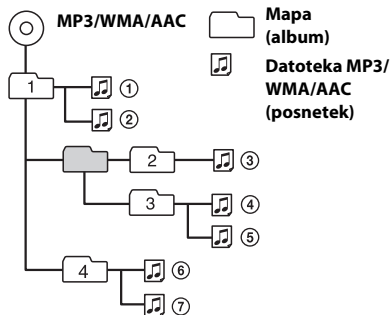 MP3/WMA/AAC
Mapa
(album)
Datoteka MP3/
WMA/AAC
(posnetek)
1
①
②
2
③
3
④
⑤
4
⑥
⑦